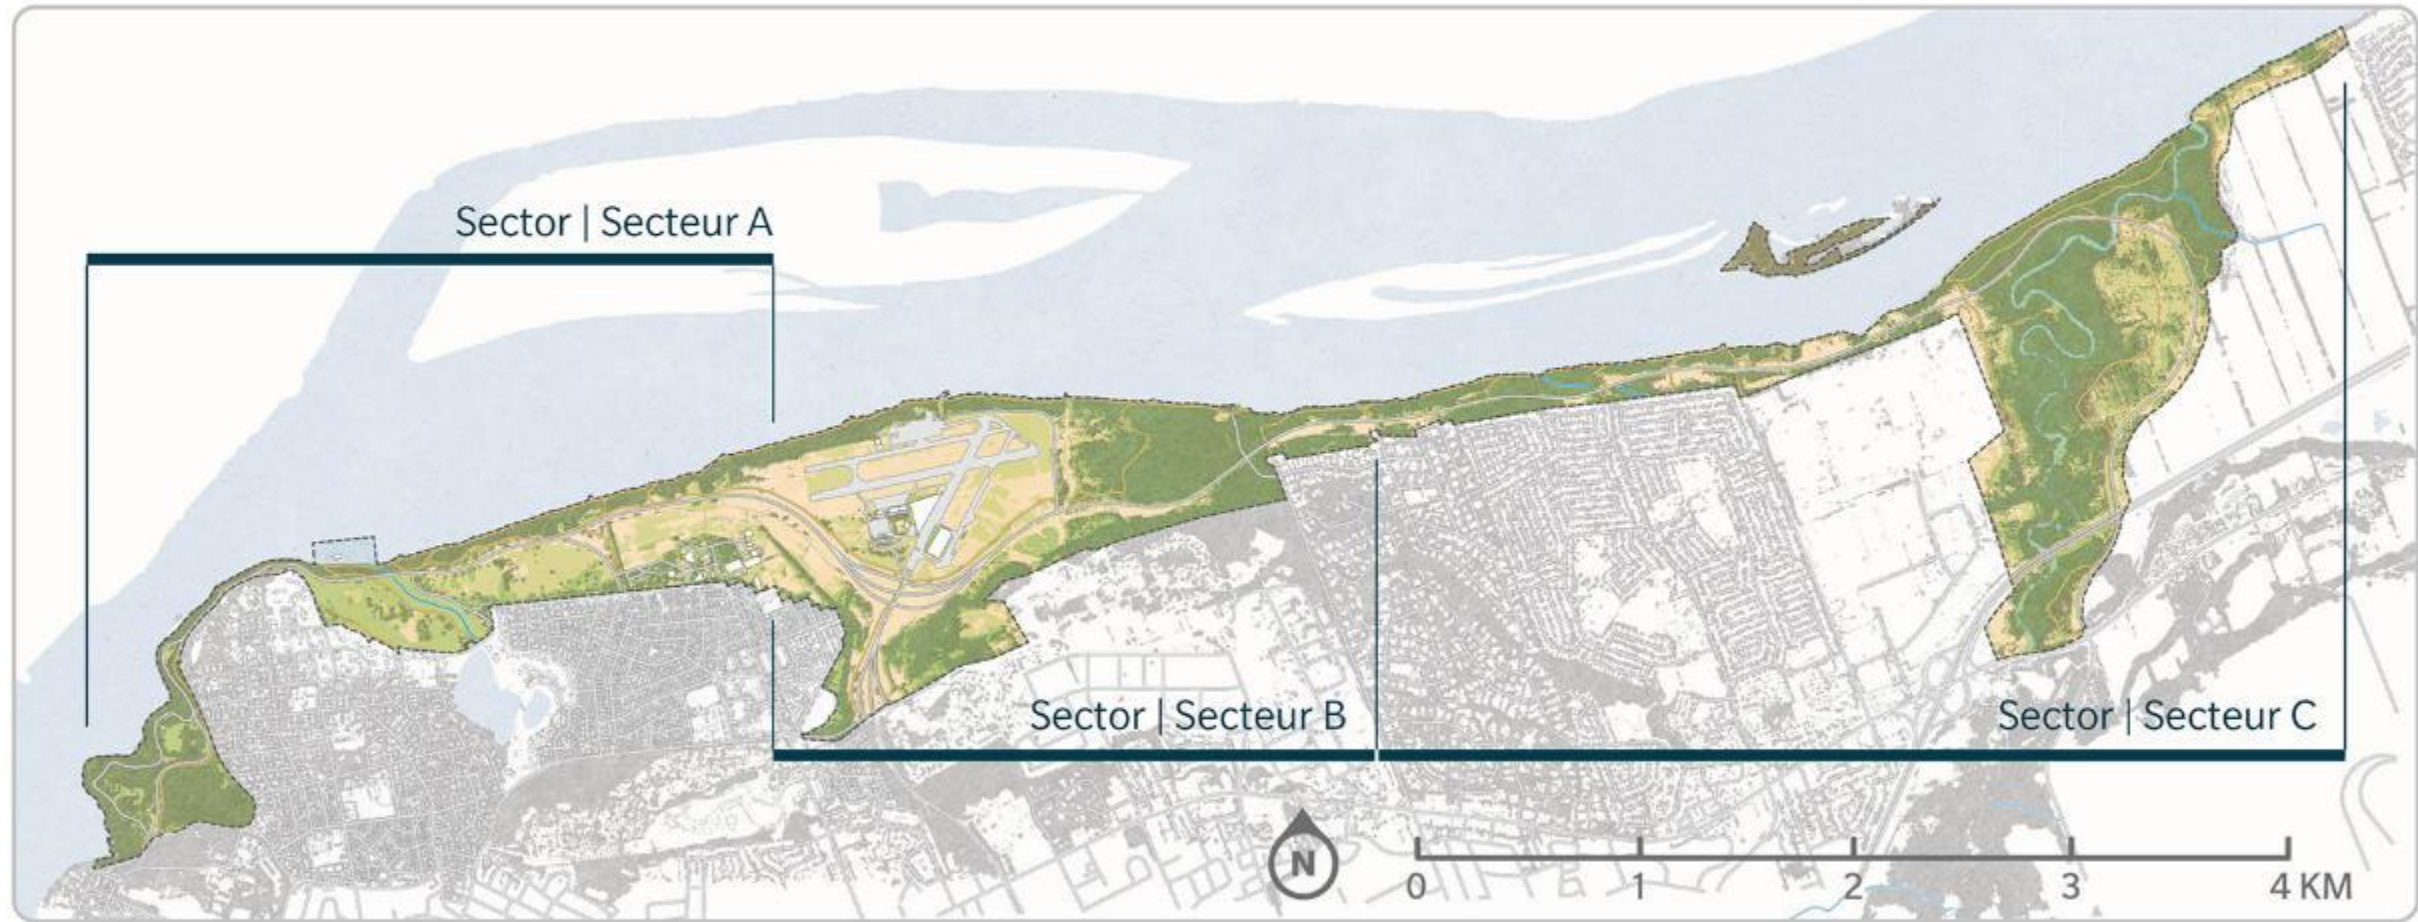 Sector | Secteur A
Sector | Secteur B
Sector | Secteur C
N
0 1 2 3 4 KM